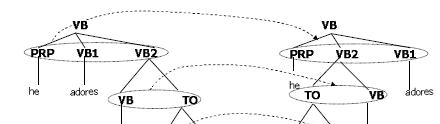 VB VB
PRP VB1 VB2 PRP VB2 VB1
he adores he adores
VB TO TO VB